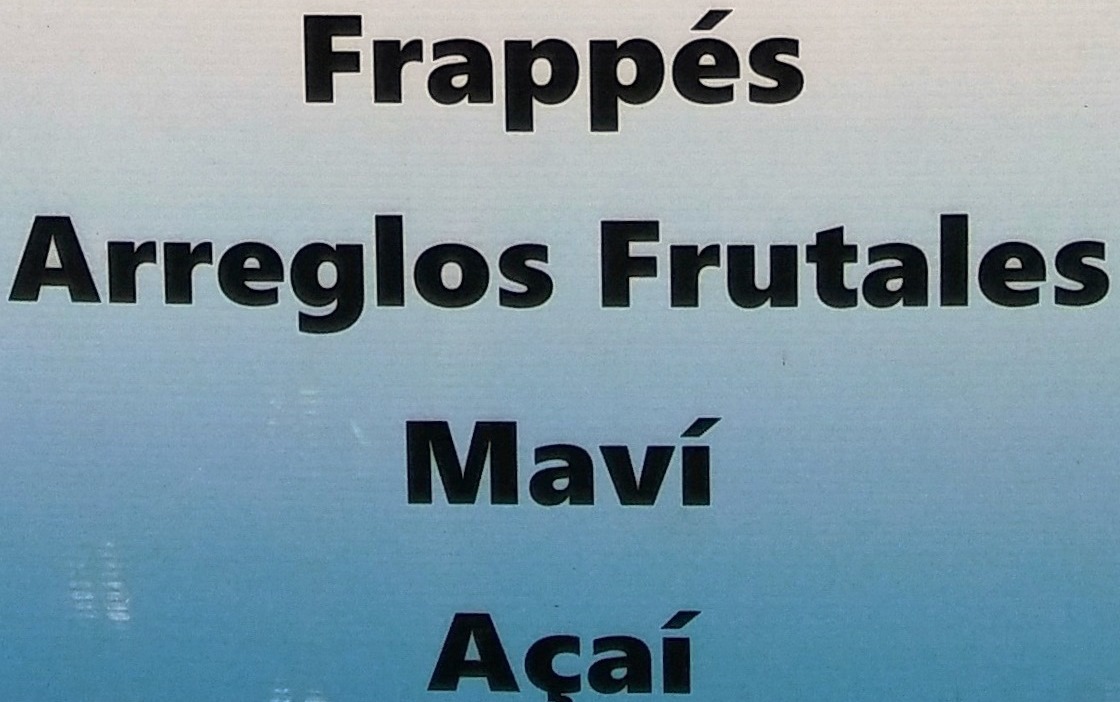 Frappés
Arreglos Frutales
Maví
Açaí